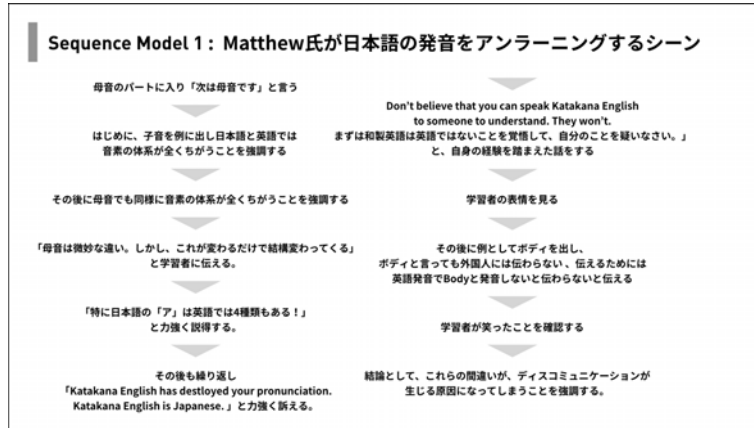 Sequence Model 1 : Matthew氏が日本語の発音をアンラーニングするシーン
母音のパートに入り「次は母音です」と言う
はじめに、子音を例に出し日本語と英語では
音素の体系が全くちがうことを強調する
その後に母音でも同様に音素の体系が全くちがうことを強調する
「母音は微妙な違い。しかし、これが変わるだけで結構変わってくる」
と学習者に伝える。
「特に日本語の「ア」は英語では4種類もある！」
と力強く説得する。
その後も繰り返し
「Katakana English has destloyed your pronunciation.
Katakana English is Japanese. 」と力強く訴える。
Don't believe that you can speak Katakana English
to someone to understand. They won't.
まずは和製英語は英語ではないことを覚悟して、自分のことを疑いなさい。」
と、自身の経験を踏まえた話をする
学習者の表情を見る
その後に例としてボディを出し、
ボディと言っても外国人には伝わらない 、伝えるためには
英語発音でBodyと発音しないと伝わらないと伝える
学習者が笑ったことを確認する
結論として、これらの間違いが、ディスコミュニケーションが
生じる原因になってしまうことを強調する。